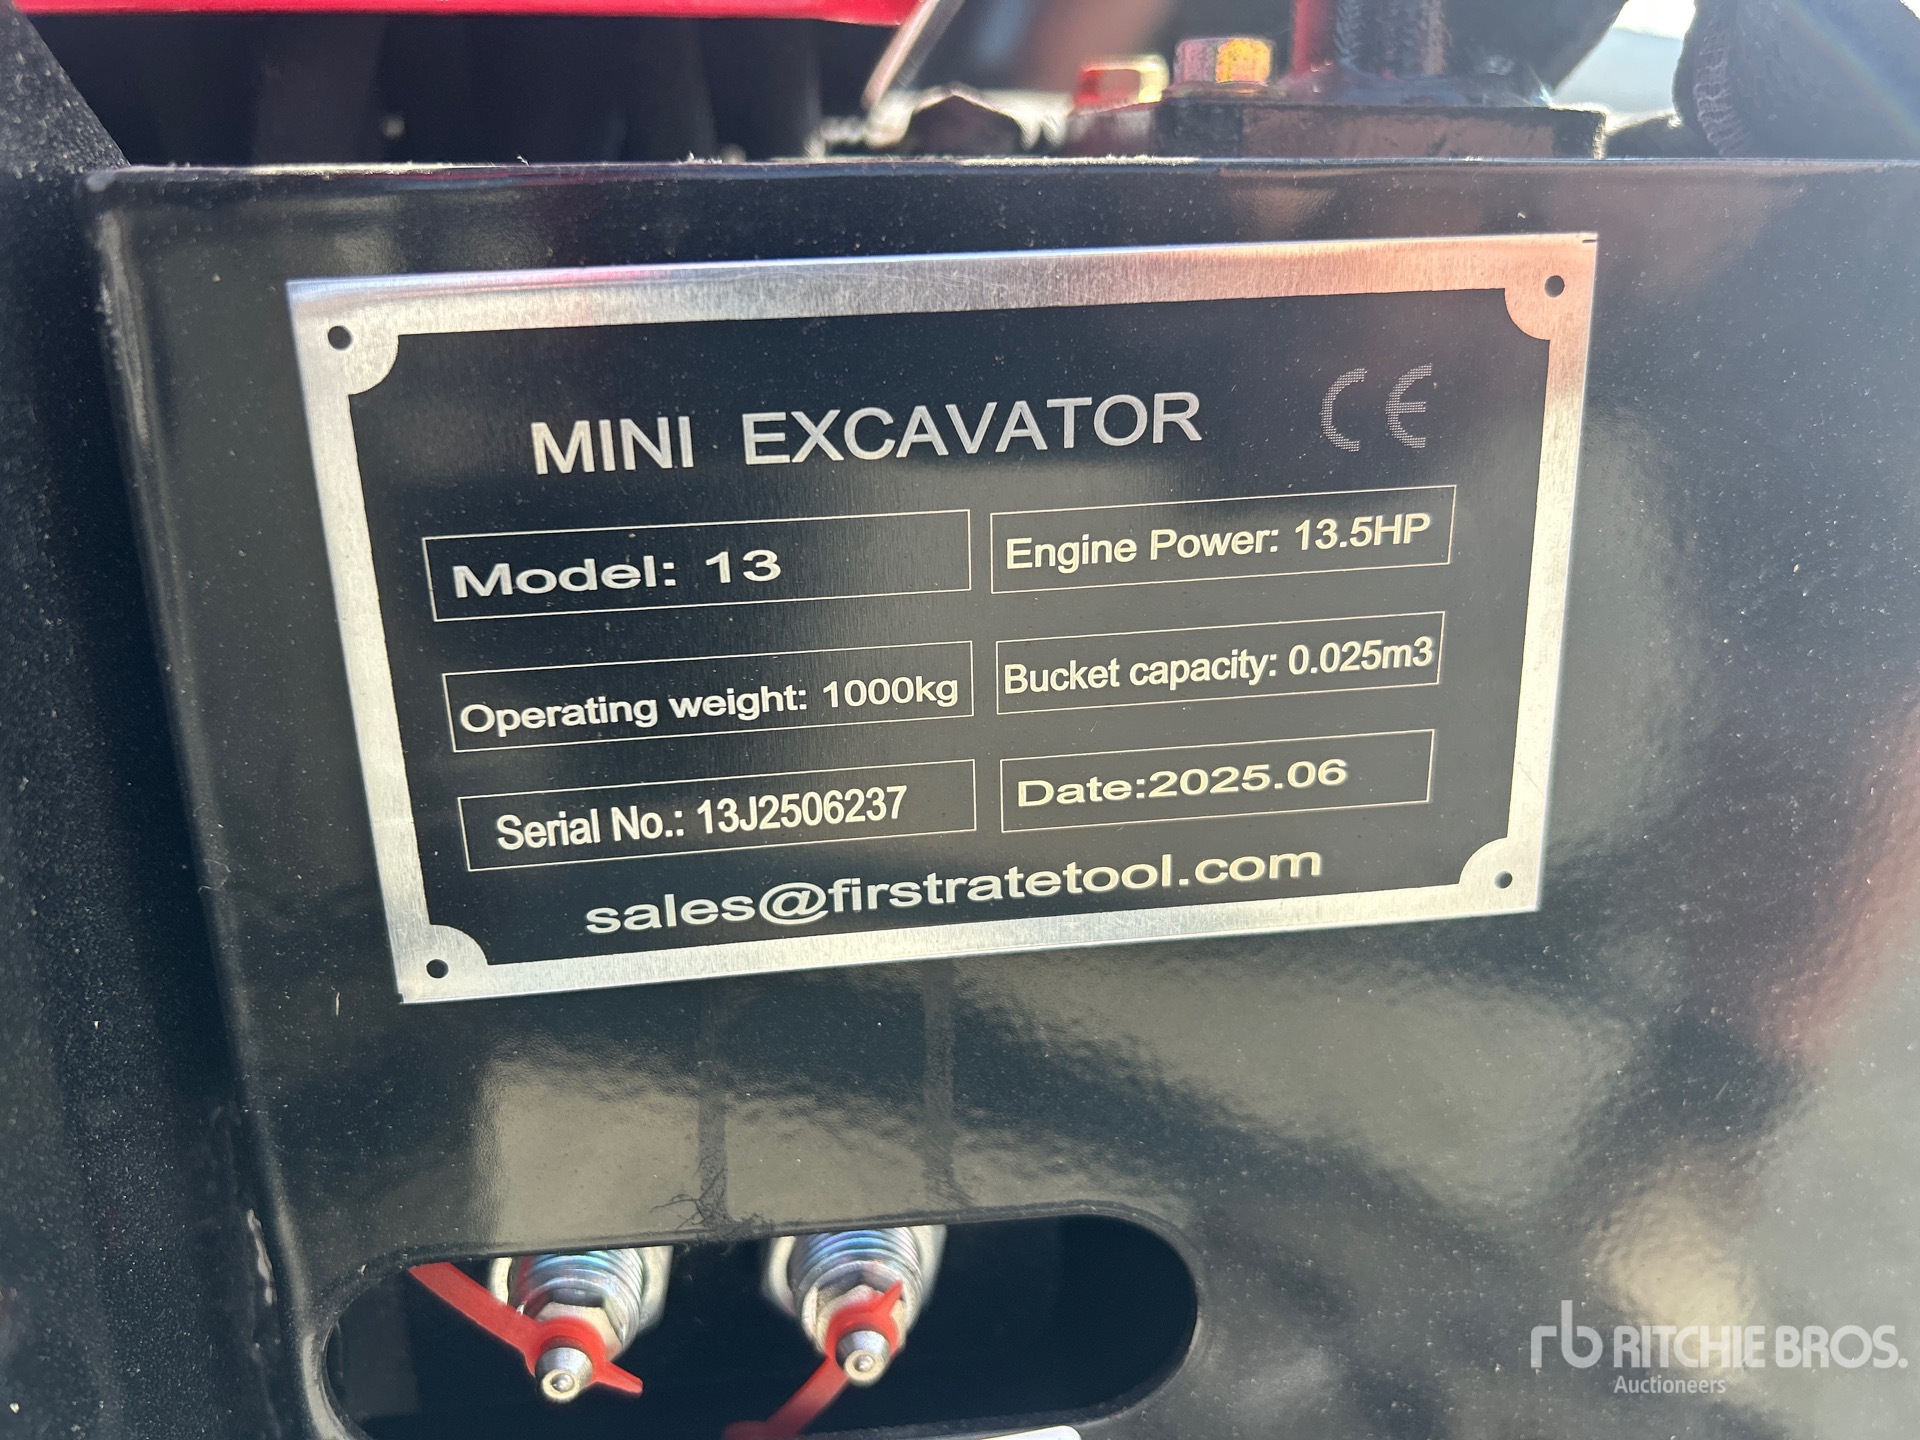 MINI EXCAVATOR CE
Model: 13
Engine Power: 13.5HP
Operating weight: 1000kg
Bucket capacity: 0.025m3
Serial No.: 13J2506237
Date:2025.06
sales@firstratetool.com
rb RITCHIE BROS.
Auctioneers